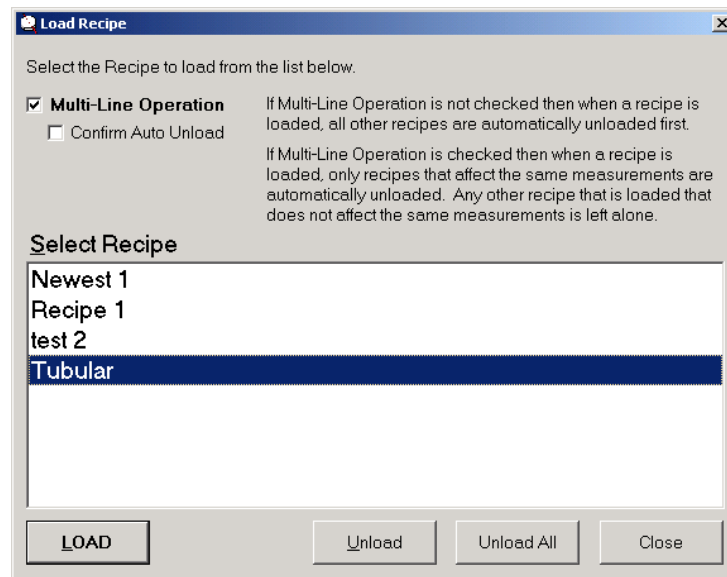 Load Recipe
Select the Recipe to load from the list below.
Multi-Line Operation
Confirm Auto Unload
If Multi-Line Operation is not checked then when a recipe is
loaded, all other recipes are automatically unloaded first.
If Multi-Line Operation is checked then when a recipe is
loaded, only recipes that affect the same measurements are
automatically unloaded.  Any other recipe that is loaded that
does not affect the same measurements is left alone.
Select Recipe
Newest 1
Recipe 1
test 2
Tubular
LOAD
Unload
Unload All
Close